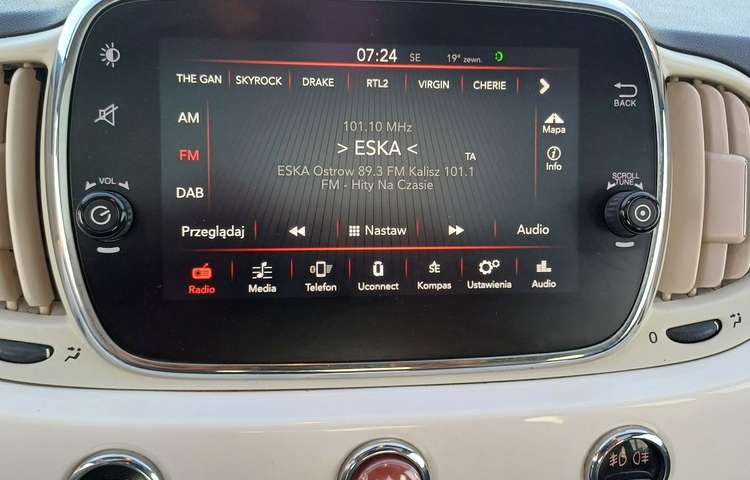 07:24 SE 19° zewn.
THE GAN SKYROCK DRAKE RTL2 VIRGIN CHERIE
BACK
AM
101.10 MHz
Mapa
FM
> ESKA <
TA
Info
ESKA Ostrow 89.3 FM Kalisz 101.1
FM - Hity Na Czasie
DAB
VOL
SCROLL
TUNE
Przeglądaj
Nastaw
Audio
SE
Radio Media Telefon Uconnect Kompas Ustawienia Audio
0